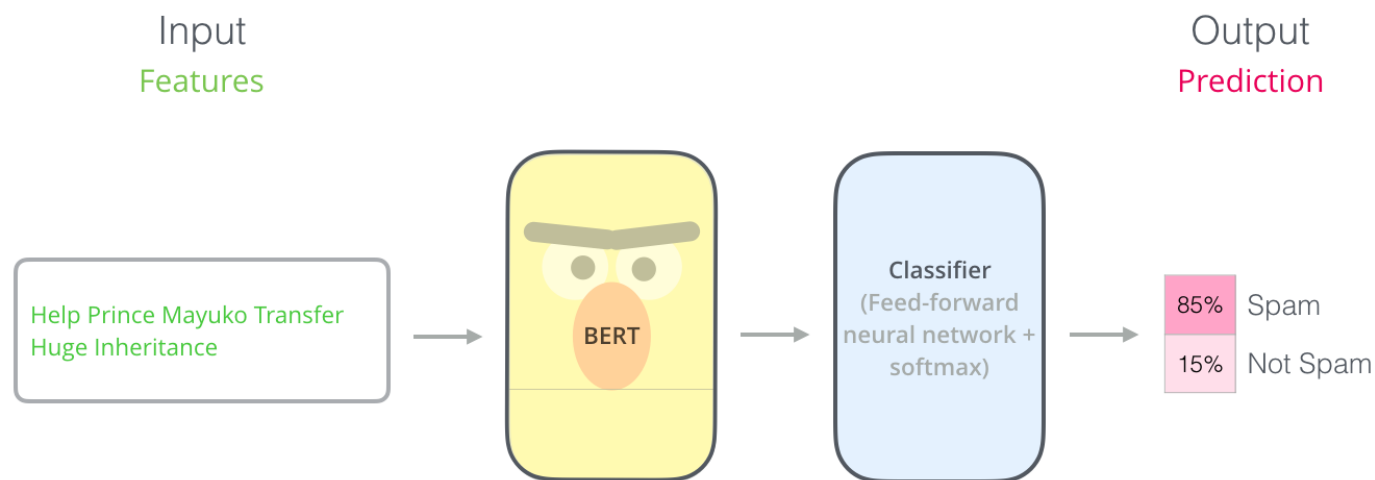 Input
Features
Output
Prediction
Help Prince Mayuko Transfer
Huge Inheritance
BERT
Classifier
(Feed-forward
neural network +
softmax)
85% Spam
15% Not Spam